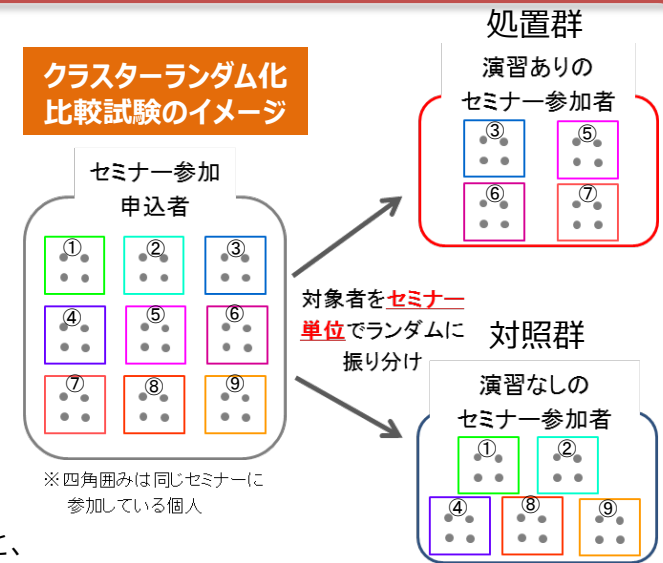 クラスターランダム化
比較試験のイメージ
セミナー参加
申込者
①
②
③
④
⑤
⑥
⑦
⑧
⑨
※四角囲みは同じセミナーに
参加している個人
対象者をセミナー
単位でランダムに
振り分け
処置群
演習ありの
セミナー参加者
③
⑤
⑥
⑦
対照群
演習なしの
セミナー参加者
①
②
④
⑧
⑨